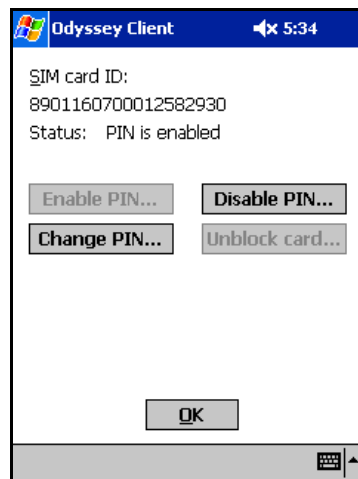 Odyssey Client 5:34
SIM card ID:
8901160700012582930
Status: PIN is enabled
Enable PIN... Disable PIN...
Change PIN... Unblock card...
OK